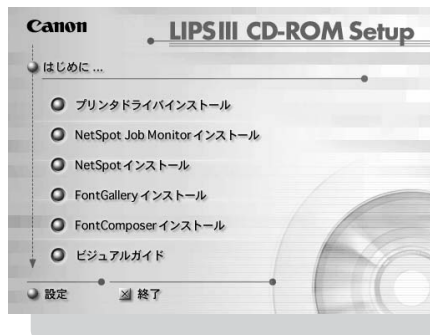 Canon
LIPSIII CD-ROM Setup
はじめに ...
プリンタドライバインストール
NetSpot Job Monitorインストール
NetSpotインストール
FontGalleryインストール
FontComposerインストール
ビジュアルガイド
設定
終了